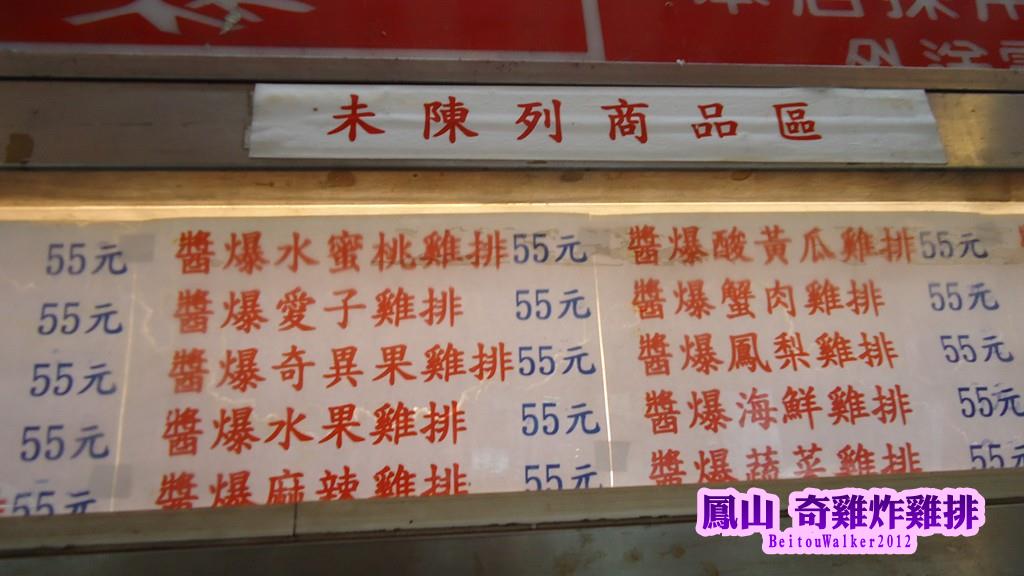 未陳列商品區
55元
55元
55元
55元
55元
醬爆水蜜桃雞排55元
醬爆愛子雞排 55元
醬爆奇異果雞排55元
醬爆水果雞排 55元
醬爆麻辣雞排 55元
醬爆酸黃瓜雞排55元
醬爆蟹肉雞排 55元
醬爆鳳梨雞排 55元
醬爆海鮮雞排 55元
醬爆蔬菜雞排 55元
鳳山 奇雞炸雞排
BeitouWalker2012